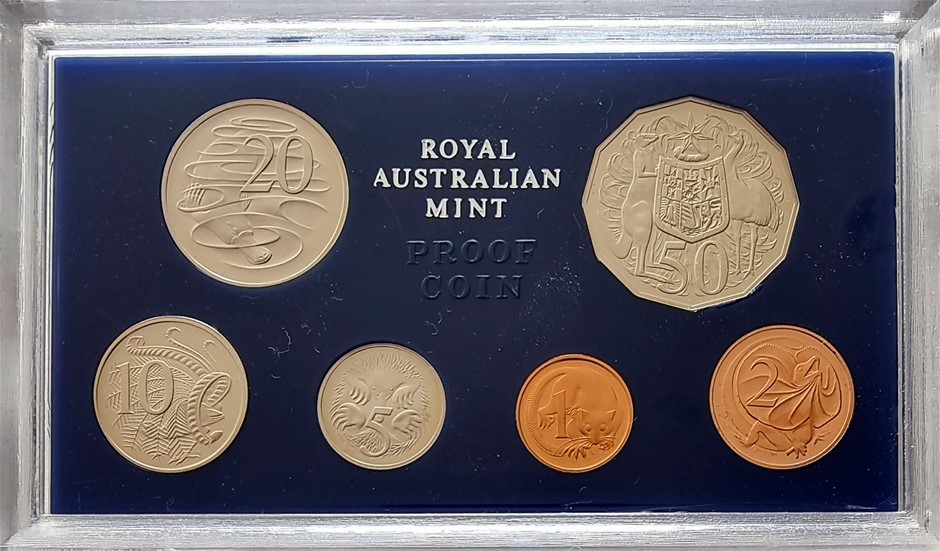 20
ROYAL
AUSTRALIAN
MINT
PROOF
COIN
50
10
5
1
2